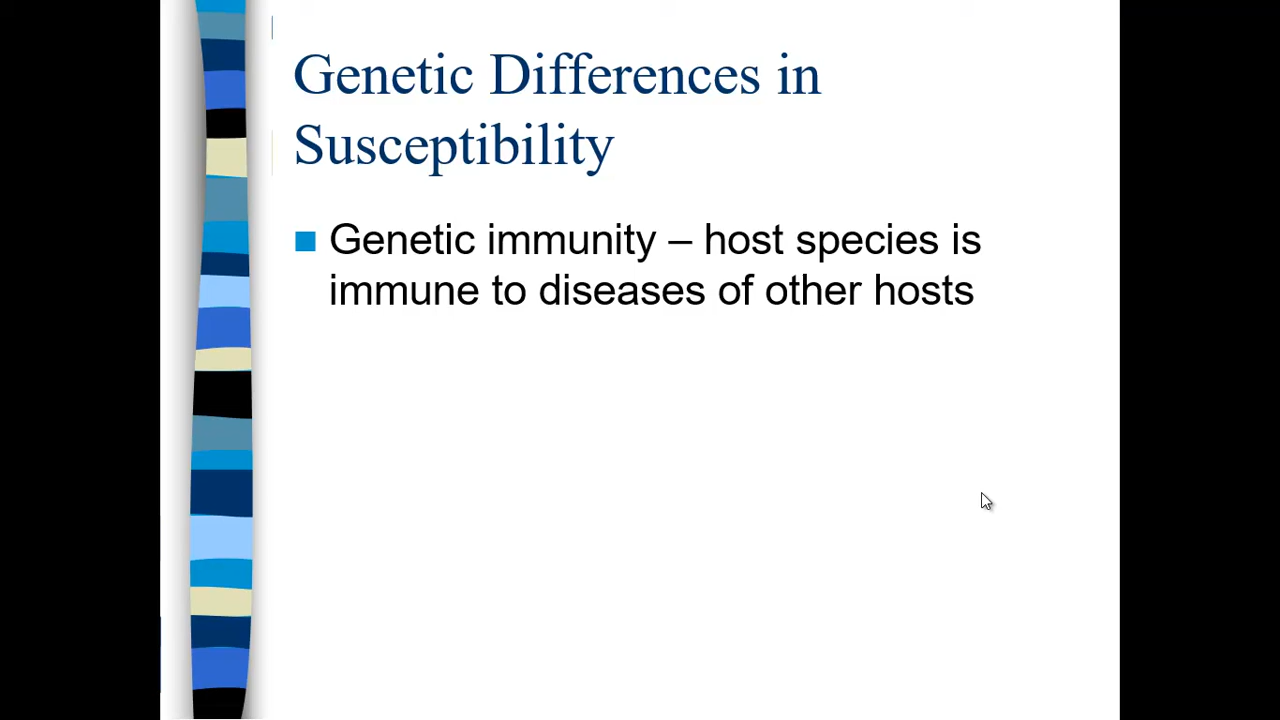 Genetic Differences in
Susceptibility
Genetic immunity – host species is
immune to diseases of other hosts